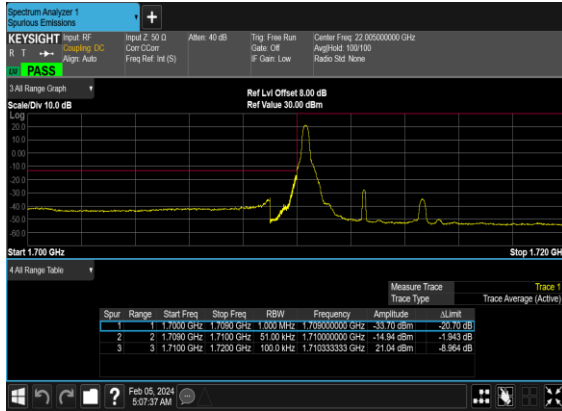 Spectrum Analyzer 1
Spurious Emissions
KEYSIGHT Input: RF Input Z: 50 Ω Atten: 40 dB Trig: Free Run Center Freq: 22.005000000 GHz
R T Coupling: DC Corr CCorr Gate: Off Avg|Hold: 100/100
Align: Auto Freq Ref: Int (S) IF Gain: Low Radio Std: None
PASS
3 All Range Graph
Ref Lvl Offset 8.00 dB
Scale/Div 10.0 dB Ref Value 30.00 dBm
Log
20.0
10.0
0.00
-10.0
-20.0
-30.0
-40.0
-50.0
-60.0
Start 1.700 GHz Stop 1.720 GH
4 All Range Table
Measure Trace Trace 1
Trace Type Trace Average (Active)
Spur Range Start Freq Stop Freq RBW Frequency Amplitude ΔLimit
1 1 1.7000 GHz 1.7090 GHz 1.000 MHz 1.709000000 GHz -33.70 dBm -20.70 dB
2 2 1.7090 GHz 1.7100 GHz 51.00 kHz 1.710000000 GHz -14.94 dBm -1.943 dB
3 3 1.7100 GHz 1.7200 GHz 100.0 kHz 1.710333333 GHz 21.04 dBm -8.964 dB
? Feb 05, 2024
5:07:37 AM